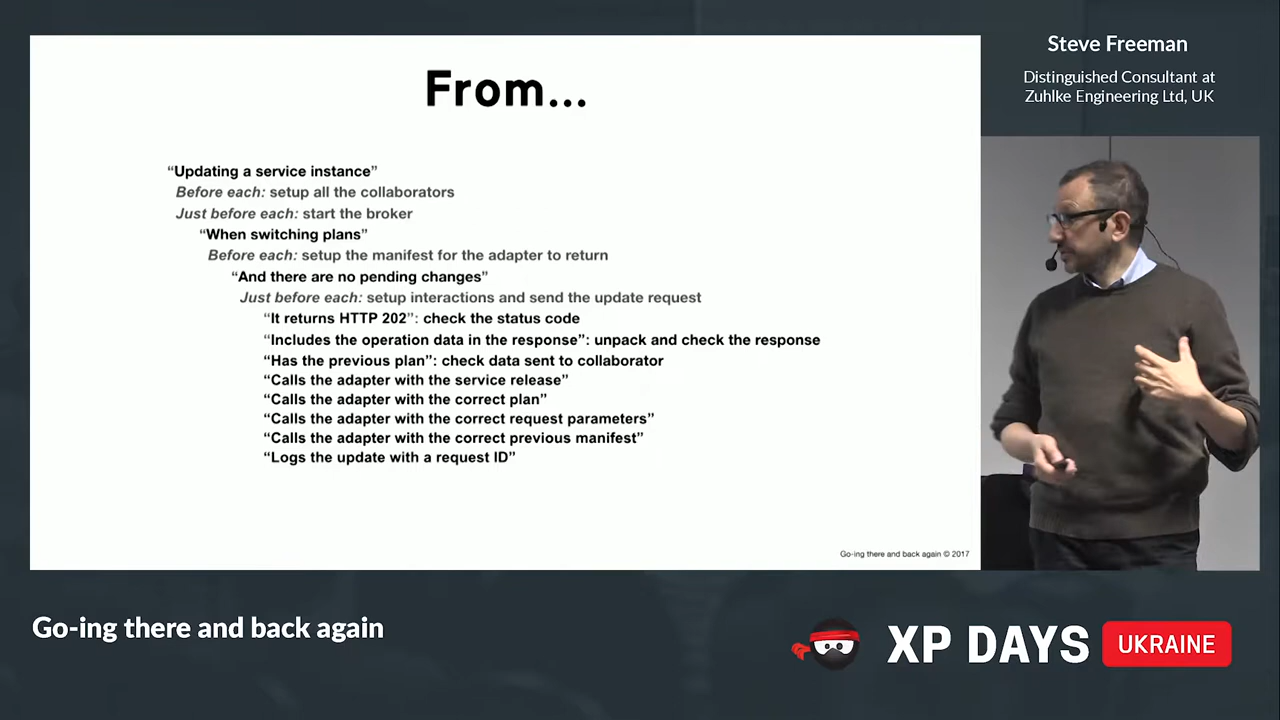 Steve Freeman
Distinguished Consultant at
Zuhlke Engineering Ltd, UK
From...
“Updating a service instance”
Before each: setup all the collaborators
Just before each: start the broker
“When switching plans”
Before each: setup the manifest for the adapter to return
“And there are no pending changes”
Just before each: setup interactions and send the update request
“It returns HTTP 202”: check the status code
“Includes the operation data in the response”: unpack and check the response
“Has the previous plan”: check data sent to collaborator
“Calls the adapter with the service release”
“Calls the adapter with the correct plan”
“Calls the adapter with the correct request parameters”
“Calls the adapter with the correct previous manifest”
“Logs the update with a request ID”
Go-ing there and back again © 2017
Go-ing there and back again
XP DAYS UKRAINE